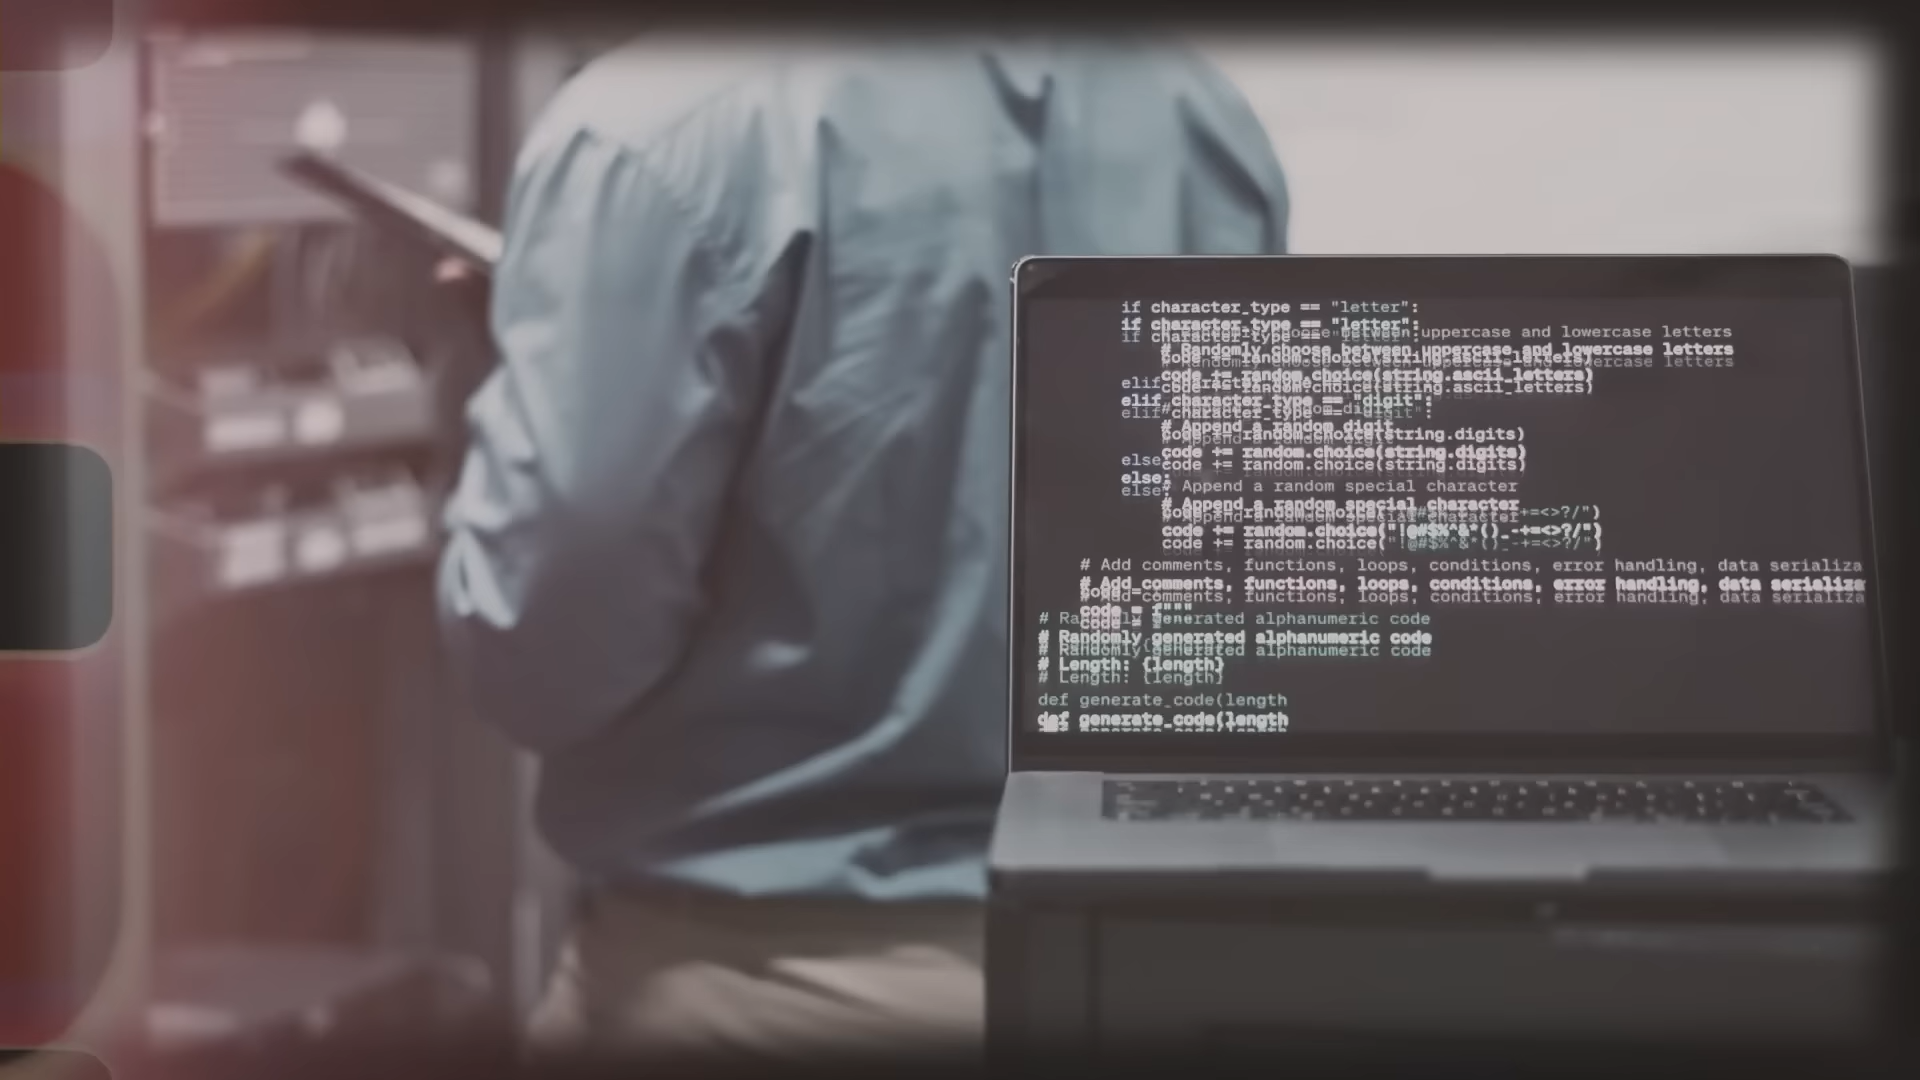 if character_type == "letter":
# Randomly choose between uppercase and lowercase letters
code += random.choice(string.ascii_letters)
elif character_type == "digit":
# Append a random digit
code += random.choice(string.digits)
else:
# Append a random special character
code += random.choice("!@#$%^&*()_-+=<>?/")
# Add comments, functions, loops, conditions, error handling, data serializa
code = f"""
# Randomly generated alphanumeric code
# Length: {length}
def generate_code(length